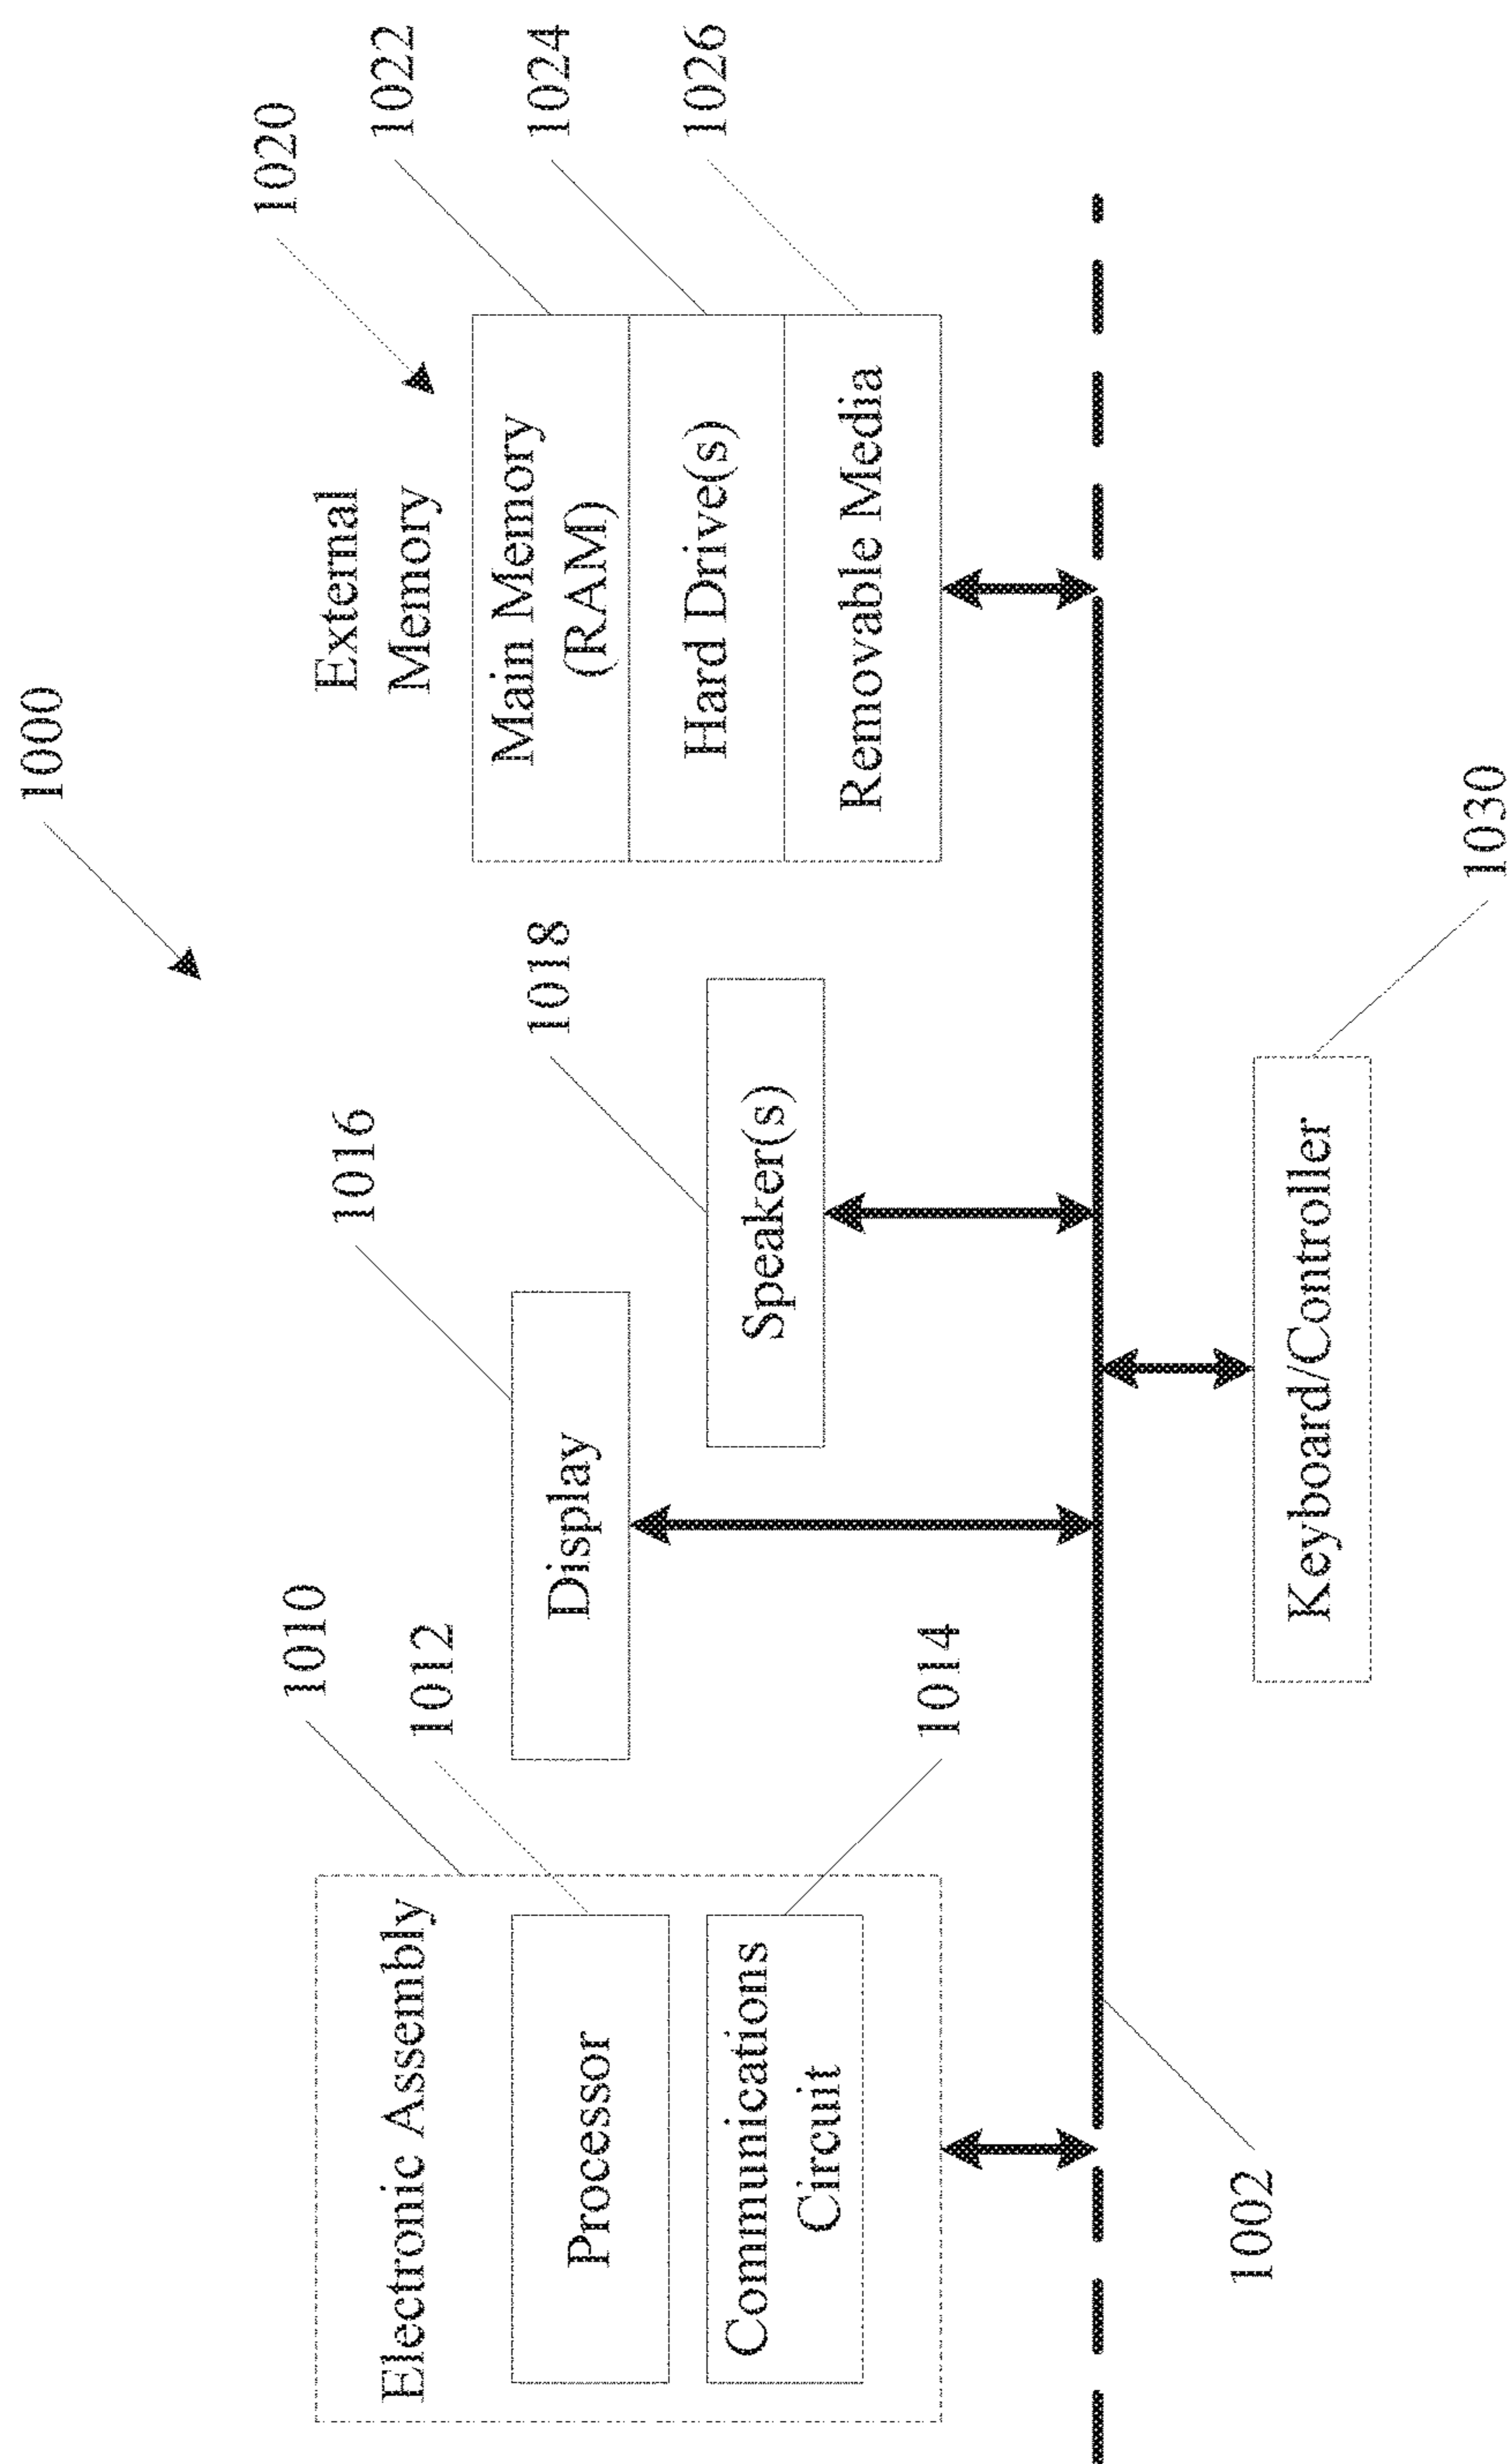 1000
1020
External
Memory
1022
Main Memory
(RAM)
1024
Hard Drive(s)
1026
Removable Media
1010
Electronic Assembly
1012
Processor
1014
Communications
Circuit
1016
Display
1018
Speaker(s)
1002
1030
Keyboard/Controller